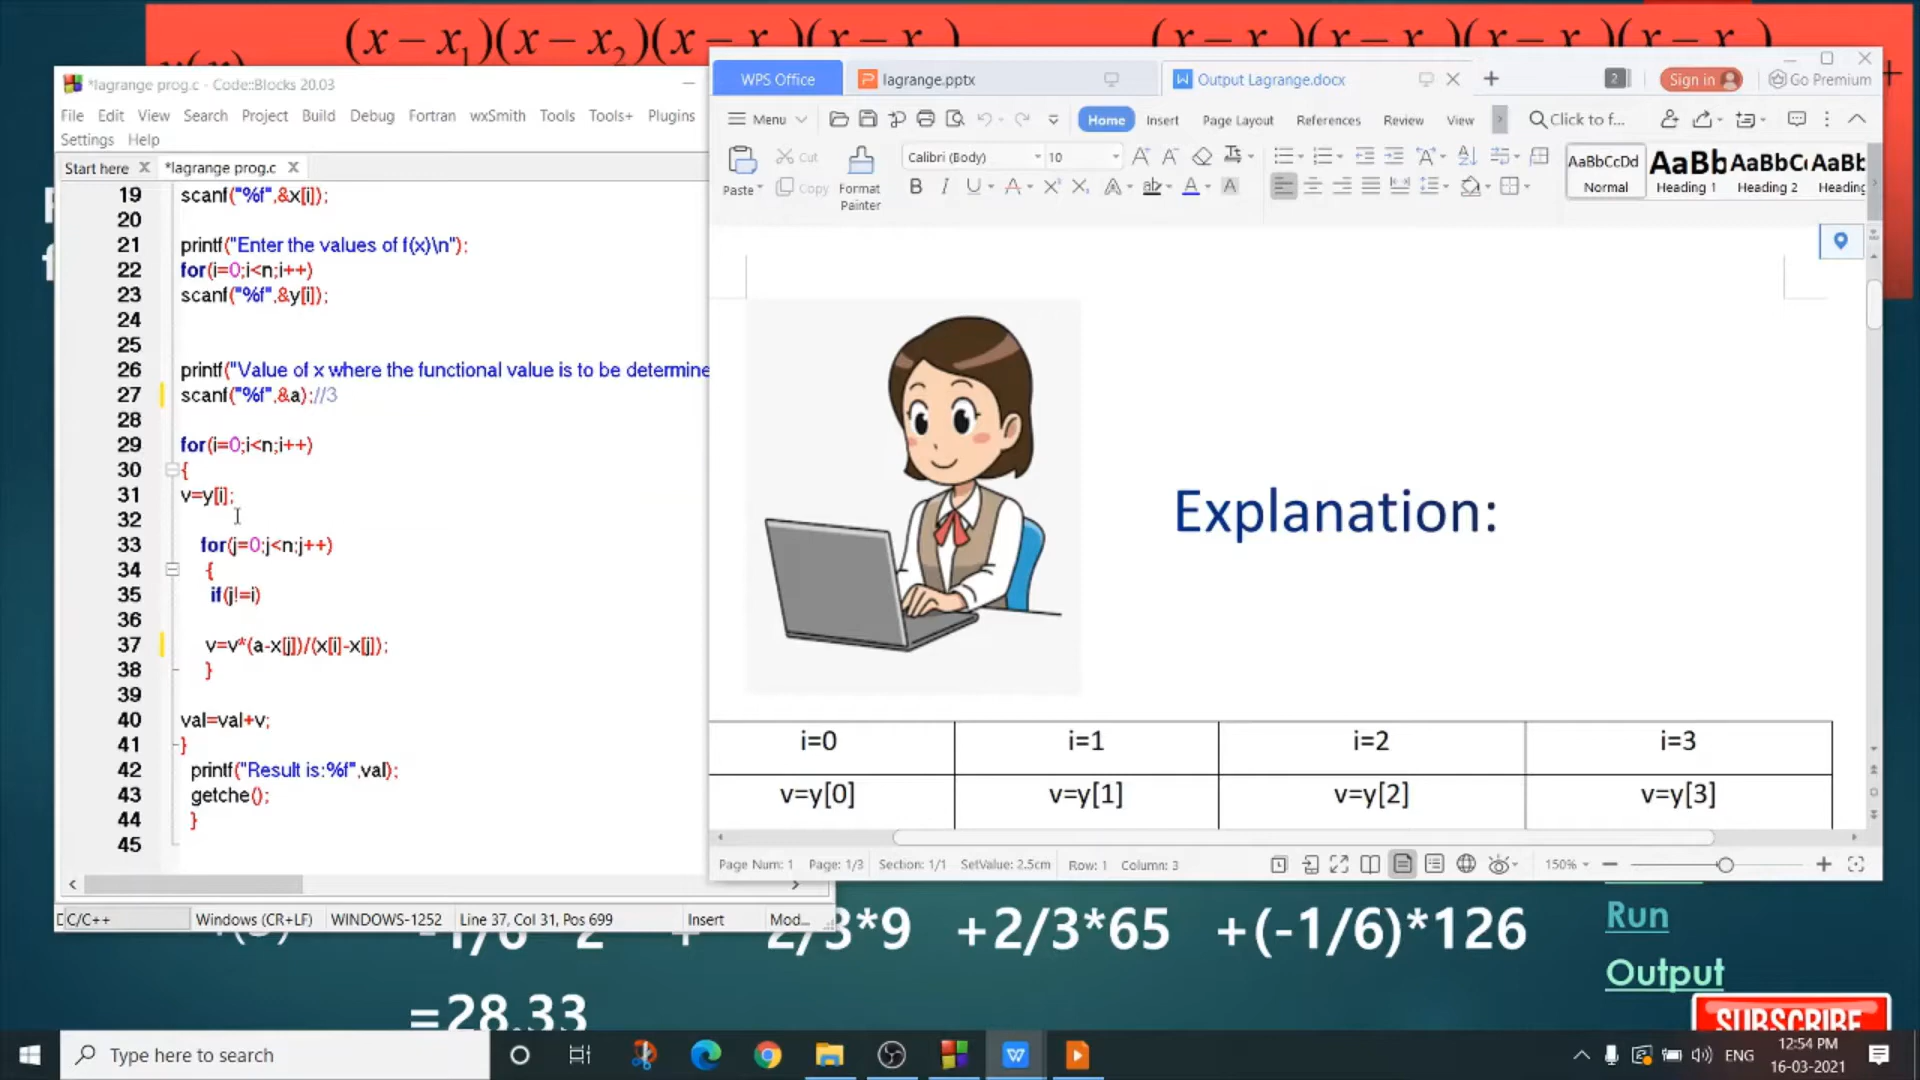 (x − x₁)(x − x₂)(x − x )(x − x )
(x − x )(x − x )(x − x )(x − x )
+
*lagrange prog.c - Code::Blocks 20.03
File Edit View Search Project Build Debug Fortran wxSmith Tools Tools+ Plugins
Settings Help
Start here *lagrange prog.c
19 scanf("%f",&x[i]);
20
21 printf("Enter the values of f(x)\n");
22 for(i=0;i<n;i++)
23 scanf("%f",&y[i]);
24
25
26 printf("Value of x where the functional value is to be determine
27 scanf("%f",&a);//3
28
29 for(i=0;i<n;i++)
30 {
31 v=y[i];
32
33 for(j=0;j<n;j++)
34 {
35 if(j!=i)
36
37 v=v*(a-x[j])/(x[i]-x[j]);
38 }
39
40 val=val+v;
41 }
42 printf("Result is:%f",val);
43 getche();
44 }
45
C/C++ Windows (CR+LF) WINDOWS-1252 Line 37, Col 31, Pos 699 Insert Mod...
WPS Office lagrange.pptx Output Lagrange.docx 2 Sign in Go Premium
Menu Home Insert Page Layout References Review View Click to f...
Paste Cut Copy Format Painter Calibri (Body) 10
AaBbCcDd AaBb AaBbC AaBb
Normal Heading 1 Heading 2 Heading
Explanation:
i=0 i=1 i=2 i=3
v=y[0] v=y[1] v=y[2] v=y[3]
Page Num: 1 Page: 1/3 Section: 1/1 SetValue: 2.5cm Row: 1 Column: 3 150%
2/3*9 +2/3*65 +(-1/6)*126
=28.33
Run
Output
SUBSCRIBE
Type here to search
ENG
12:54 PM
16-03-2021